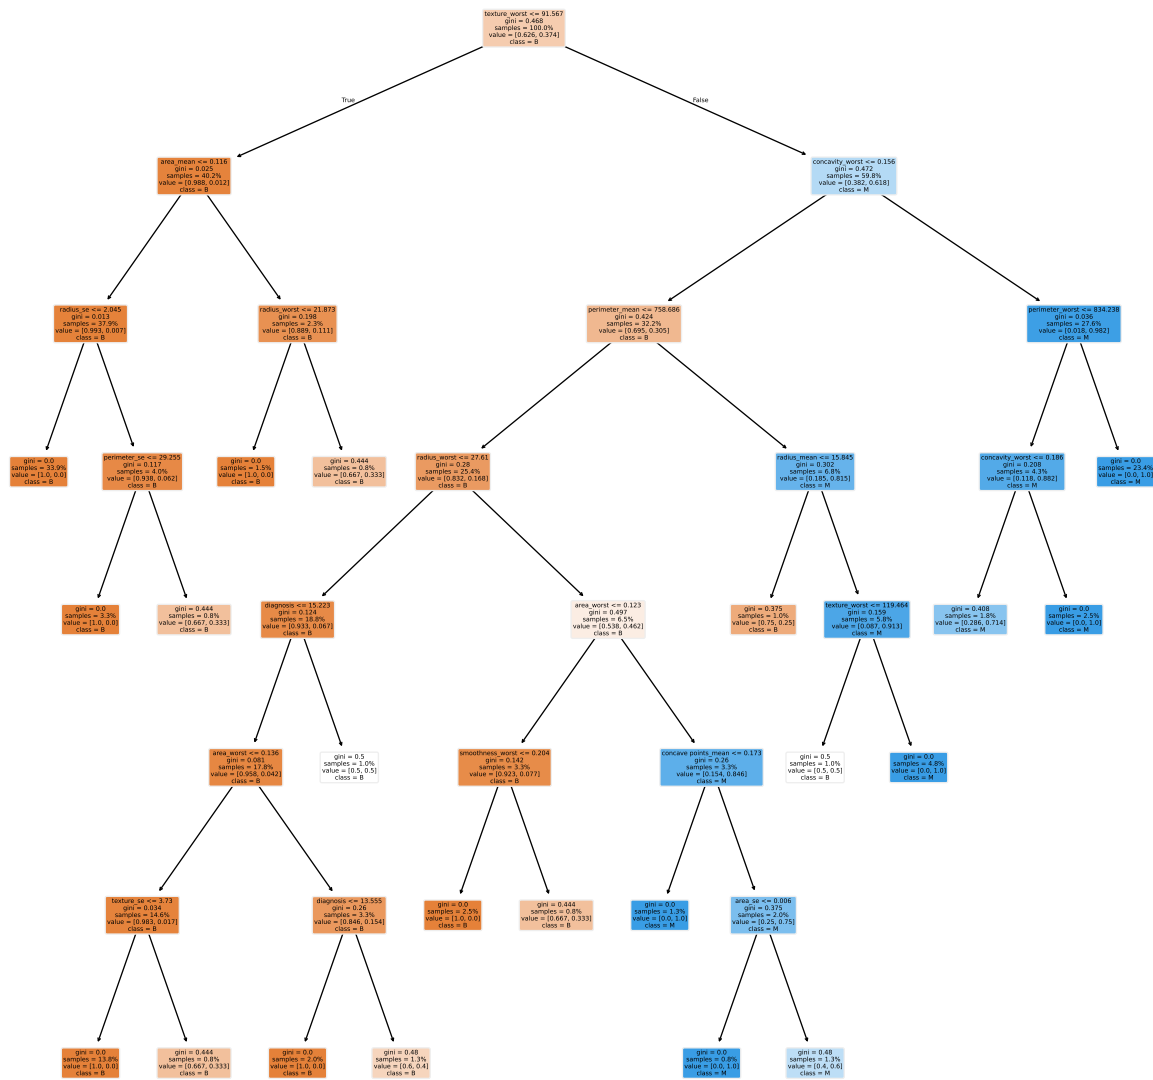 texture_worst <= 91.567
gini = 0.468
samples = 100.0%
value = [0.626, 0.374]
class = B
True
False
area_mean <= 0.116
gini = 0.025
samples = 40.2%
value = [0.988, 0.012]
class = B
concavity_worst <= 0.156
gini = 0.472
samples = 59.8%
value = [0.382, 0.618]
class = M
radius_se <= 2.045
gini = 0.013
samples = 37.9%
value = [0.993, 0.007]
class = B
radius_worst <= 21.873
gini = 0.198
samples = 2.3%
value = [0.889, 0.111]
class = B
perimeter_mean <= 758.686
gini = 0.424
samples = 32.2%
value = [0.695, 0.305]
class = B
perimeter_worst <= 834.238
gini = 0.036
samples = 27.6%
value = [0.018, 0.982]
class = M
gini = 0.0
samples = 33.9%
value = [1.0, 0.0]
class = B
perimeter_se <= 29.255
gini = 0.117
samples = 4.0%
value = [0.938, 0.062]
class = B
gini = 0.0
samples = 1.5%
value = [1.0, 0.0]
class = B
gini = 0.444
samples = 0.8%
value = [0.667, 0.333]
class = B
radius_worst <= 27.61
gini = 0.28
samples = 25.4%
value = [0.832, 0.168]
class = B
radius_mean <= 15.845
gini = 0.302
samples = 6.8%
value = [0.185, 0.815]
class = M
concavity_worst <= 0.186
gini = 0.208
samples = 4.3%
value = [0.118, 0.882]
class = M
gini = 0.0
samples = 23.4%
value = [0.0, 1.0]
class = M
gini = 0.0
samples = 3.3%
value = [1.0, 0.0]
class = B
gini = 0.444
samples = 0.8%
value = [0.667, 0.333]
class = B
diagnosis <= 15.223
gini = 0.124
samples = 18.8%
value = [0.933, 0.067]
class = B
area_worst <= 0.123
gini = 0.497
samples = 6.5%
value = [0.538, 0.462]
class = B
gini = 0.375
samples = 1.0%
value = [0.75, 0.25]
class = B
texture_worst <= 119.464
gini = 0.159
samples = 5.8%
value = [0.087, 0.913]
class = M
gini = 0.408
samples = 1.8%
value = [0.286, 0.714]
class = M
gini = 0.0
samples = 2.5%
value = [0.0, 1.0]
class = M
area_worst <= 0.136
gini = 0.081
samples = 17.8%
value = [0.958, 0.042]
class = B
gini = 0.5
samples = 1.0%
value = [0.5, 0.5]
class = B
smoothness_worst <= 0.204
gini = 0.142
samples = 3.3%
value = [0.923, 0.077]
class = B
concave points_mean <= 0.173
gini = 0.26
samples = 3.3%
value = [0.154, 0.846]
class = M
gini = 0.5
samples = 1.0%
value = [0.5, 0.5]
class = B
gini = 0.0
samples = 4.8%
value = [0.0, 1.0]
class = M
texture_se <= 3.73
gini = 0.034
samples = 14.6%
value = [0.983, 0.017]
class = B
diagnosis <= 13.555
gini = 0.26
samples = 3.3%
value = [0.846, 0.154]
class = B
gini = 0.0
samples = 2.5%
value = [1.0, 0.0]
class = B
gini = 0.444
samples = 0.8%
value = [0.667, 0.333]
class = B
gini = 0.0
samples = 1.3%
value = [0.0, 1.0]
class = M
area_se <= 0.006
gini = 0.375
samples = 2.0%
value = [0.25, 0.75]
class = M
gini = 0.0
samples = 13.8%
value = [1.0, 0.0]
class = B
gini = 0.444
samples = 0.8%
value = [0.667, 0.333]
class = B
gini = 0.0
samples = 2.0%
value = [1.0, 0.0]
class = B
gini = 0.48
samples = 1.3%
value = [0.6, 0.4]
class = B
gini = 0.0
samples = 0.8%
value = [0.0, 1.0]
class = M
gini = 0.48
samples = 1.3%
value = [0.4, 0.6]
class = M